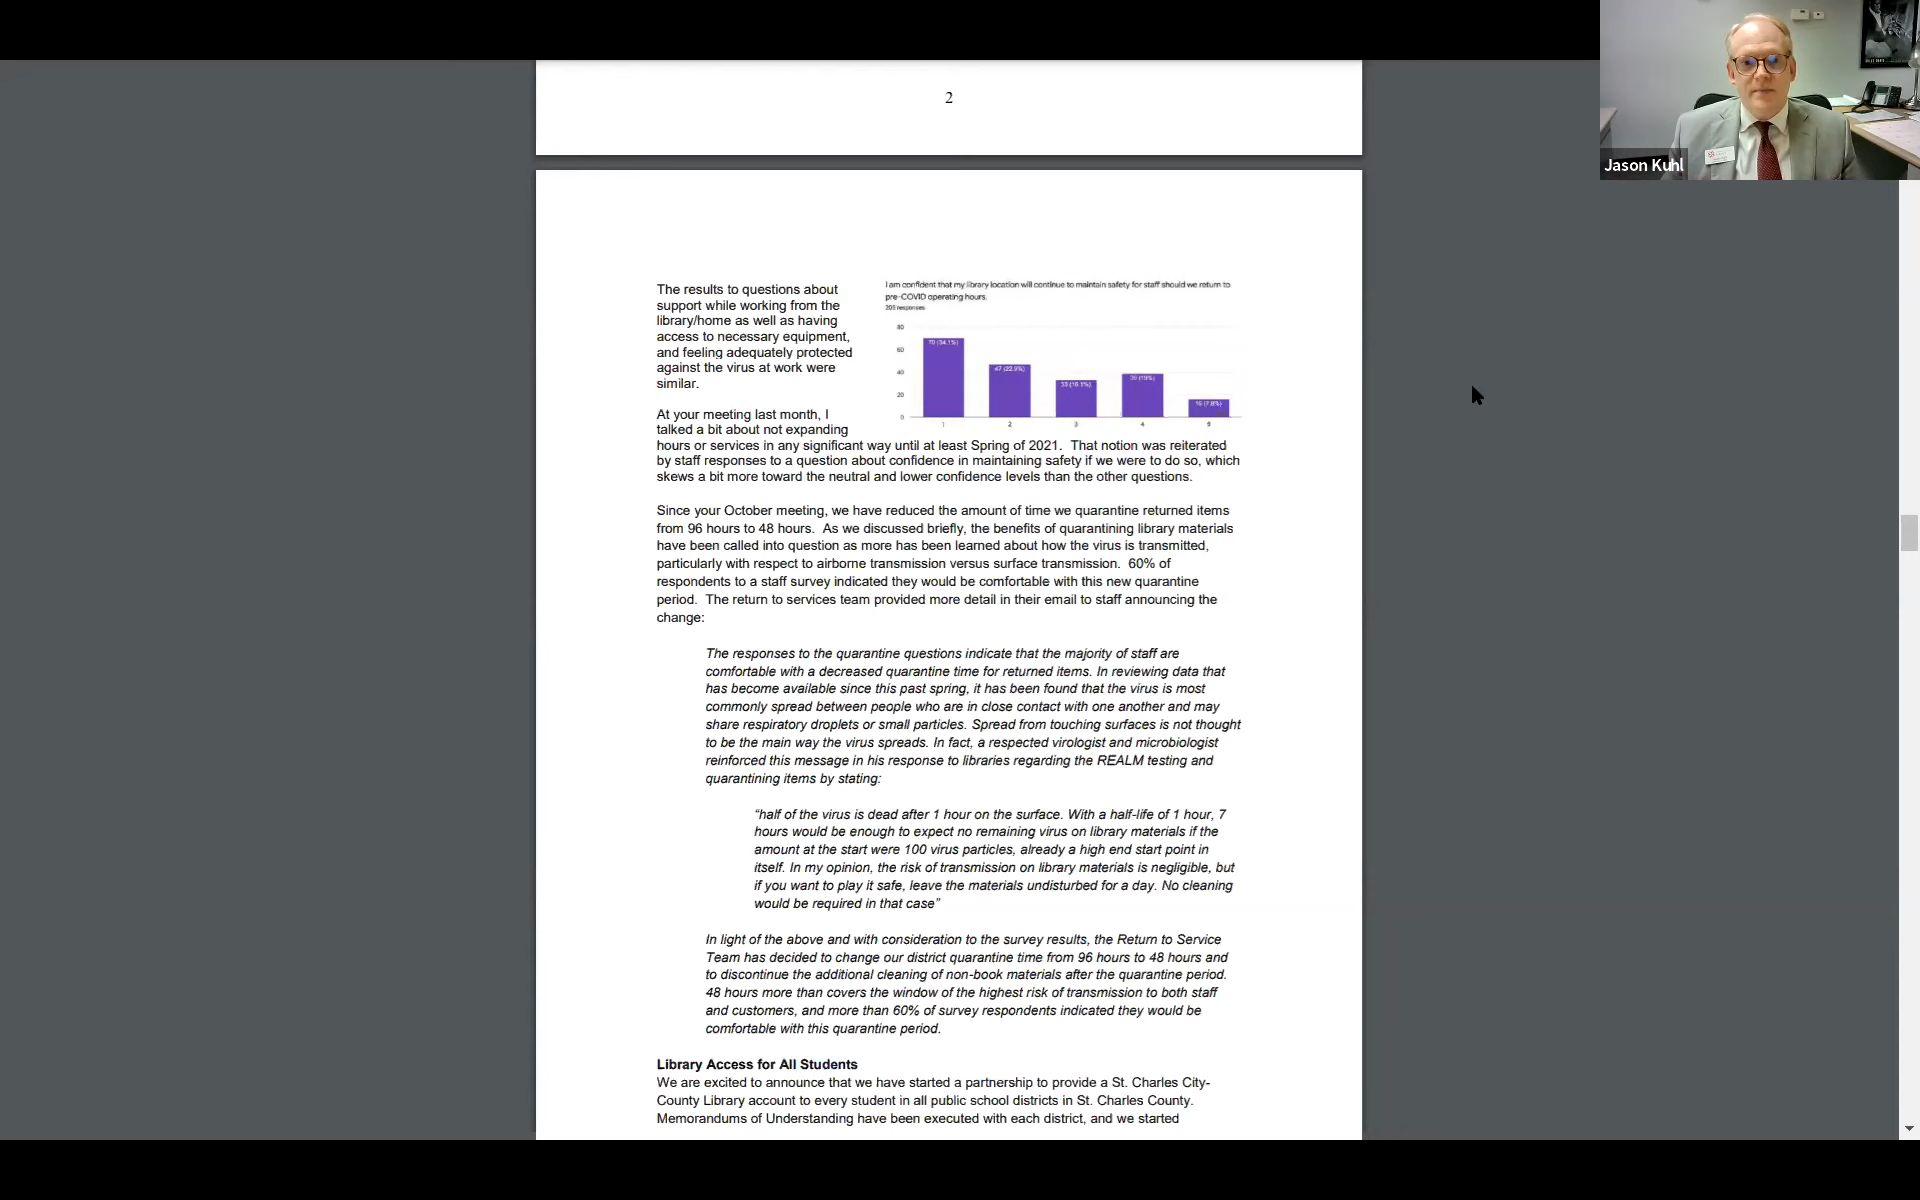 2
Jason Kuhl
The results to questions about
support while working from the
library/home as well as having
access to necessary equipment,
and feeling adequately protected
against the virus at work were
similar.
I am confident that my library location will continue to maintain safety for staff should we return to
pre-COVID operating hours.
205 responses
80
60
40
20
0
70 (34.1%)
47 (22.9%)
33 (16.1%)
39 (19%)
16 (7.8%)
1
2
3
4
5
At your meeting last month, I
talked a bit about not expanding
hours or services in any significant way until at least Spring of 2021. That notion was reiterated
by staff responses to a question about confidence in maintaining safety if we were to do so, which
skews a bit more toward the neutral and lower confidence levels than the other questions.
Since your October meeting, we have reduced the amount of time we quarantine returned items
from 96 hours to 48 hours. As we discussed briefly, the benefits of quarantining library materials
have been called into question as more has been learned about how the virus is transmitted,
particularly with respect to airborne transmission versus surface transmission. 60% of
respondents to a staff survey indicated they would be comfortable with this new quarantine
period. The return to services team provided more detail in their email to staff announcing the
change:
The responses to the quarantine questions indicate that the majority of staff are
comfortable with a decreased quarantine time for returned items. In reviewing data that
has become available since this past spring, it has been found that the virus is most
commonly spread between people who are in close contact with one another and may
share respiratory droplets or small particles. Spread from touching surfaces is not thought
to be the main way the virus spreads. In fact, a respected virologist and microbiologist
reinforced this message in his response to libraries regarding the REALM testing and
quarantining items by stating:
“half of the virus is dead after 1 hour on the surface. With a half-life of 1 hour, 7
hours would be enough to expect no remaining virus on library materials if the
amount at the start were 100 virus particles, already a high end start point in
itself. In my opinion, the risk of transmission on library materials is negligible, but
if you want to play it safe, leave the materials undisturbed for a day. No cleaning
would be required in that case”
In light of the above and with consideration to the survey results, the Return to Service
Team has decided to change our district quarantine time from 96 hours to 48 hours and
to discontinue the additional cleaning of non-book materials after the quarantine period.
48 hours more than covers the window of the highest risk of transmission to both staff
and customers, and more than 60% of survey respondents indicated they would be
comfortable with this quarantine period.
Library Access for All Students
We are excited to announce that we have started a partnership to provide a St. Charles City-
County Library account to every student in all public school districts in St. Charles County.
Memorandums of Understanding have been executed with each district, and we started